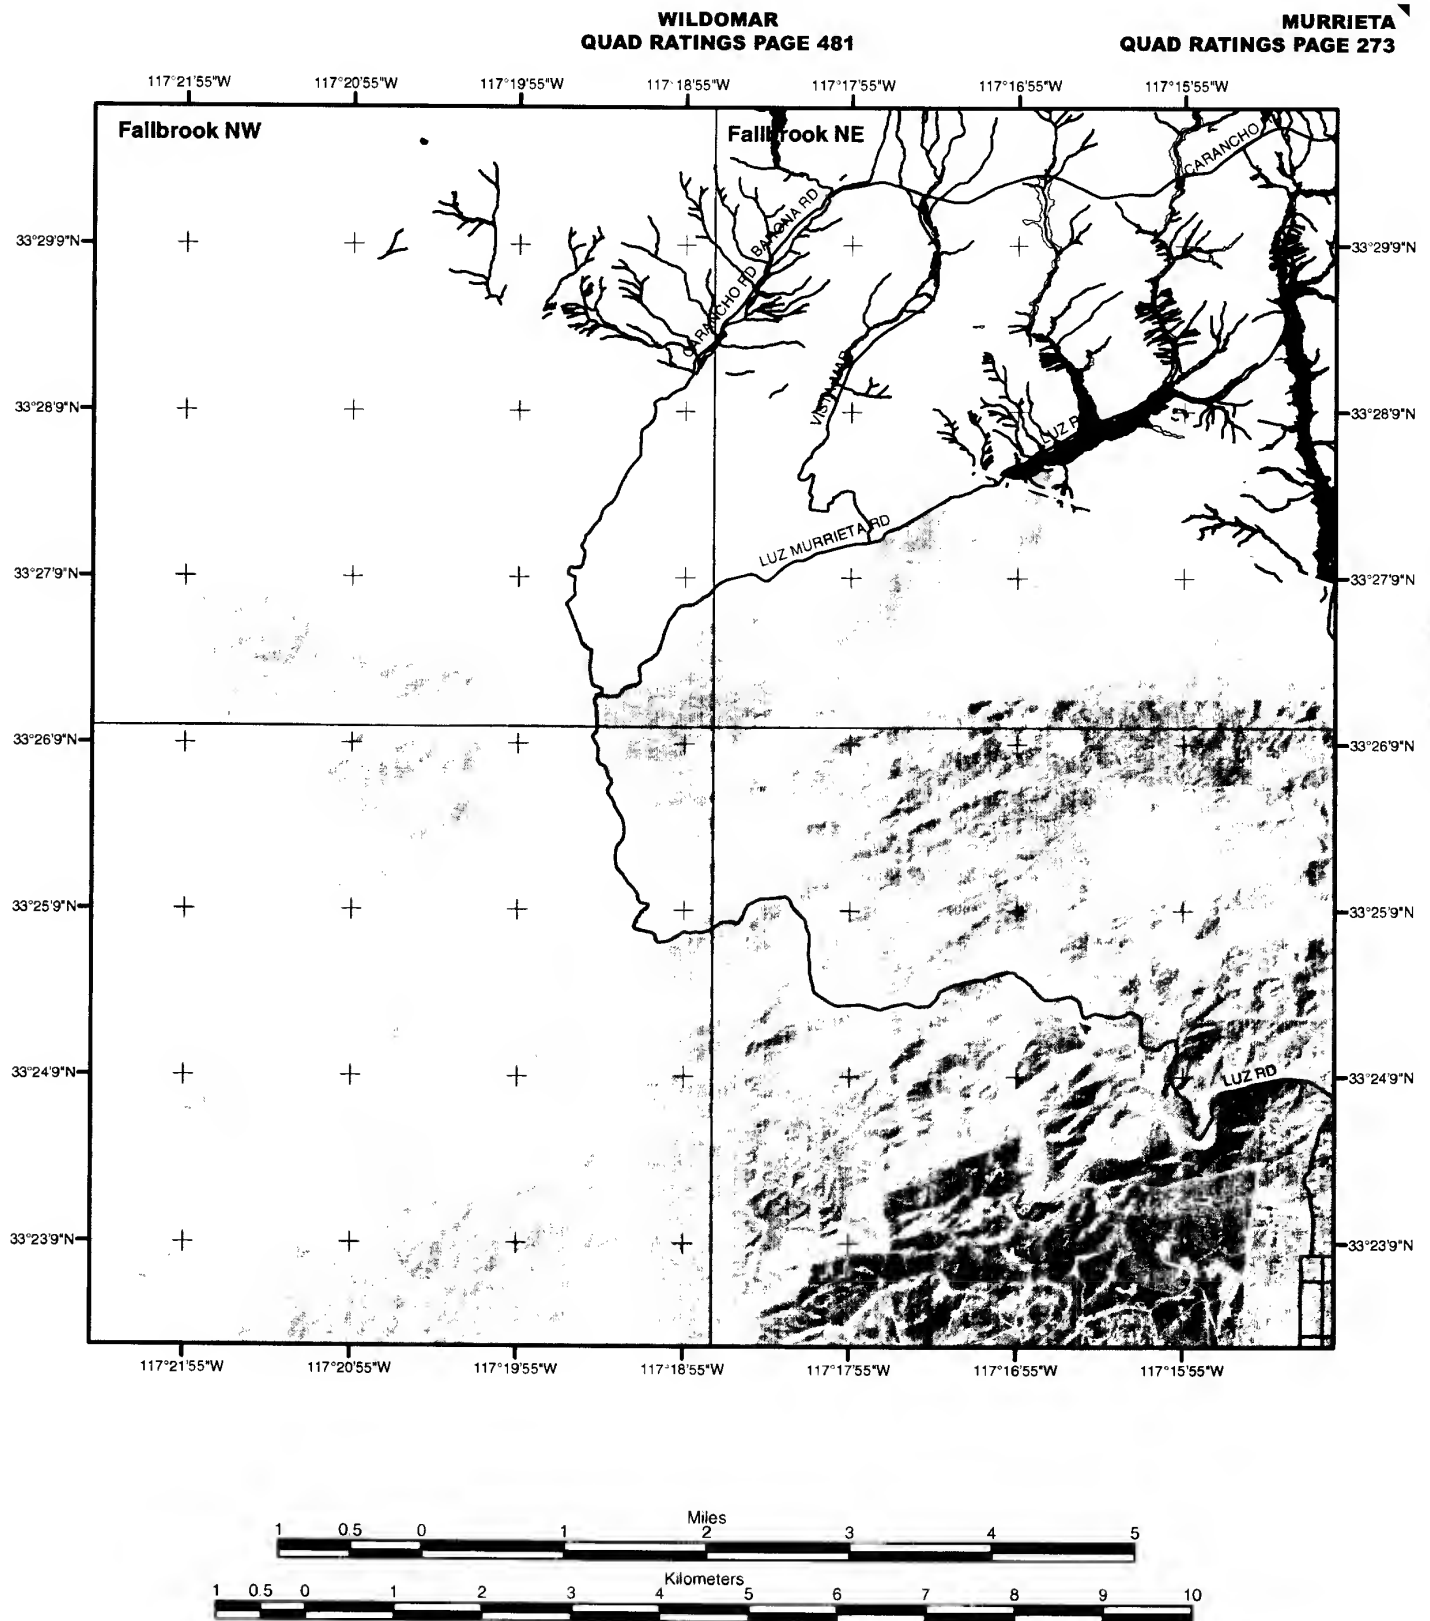 WILDOMAR
QUAD RATINGS PAGE 481
MURRIETA
QUAD RATINGS PAGE 273
117°21'55"W 117°20'55"W 117°19'55"W 117°18'55"W 117°17'55"W 117°16'55"W 117°15'55"W
Fallbrook NW
Fallbrook NE
CARANCHO
CARANCHO RD
BARONA RD
33°29'9"N
33°29'9"N
VISTA
LUZ
33°28'9"N
33°28'9"N
LUZ MURRIETA RD
33°27'9"N
33°27'9"N
33°26'9"N
33°26'9"N
33°25'9"N
33°25'9"N
33°24'9"N
LUZ RD
33°24'9"N
33°23'9"N
33°23'9"N
117°21'55"W 117°20'55"W 117°19'55"W 117°18'55"W 117°17'55"W 117°16'55"W 117°15'55"W
Miles
1 0.5 0 1 2 3 4 5
Kilometers
1 0.5 0 1 2 3 4 5 6 7 8 9 10